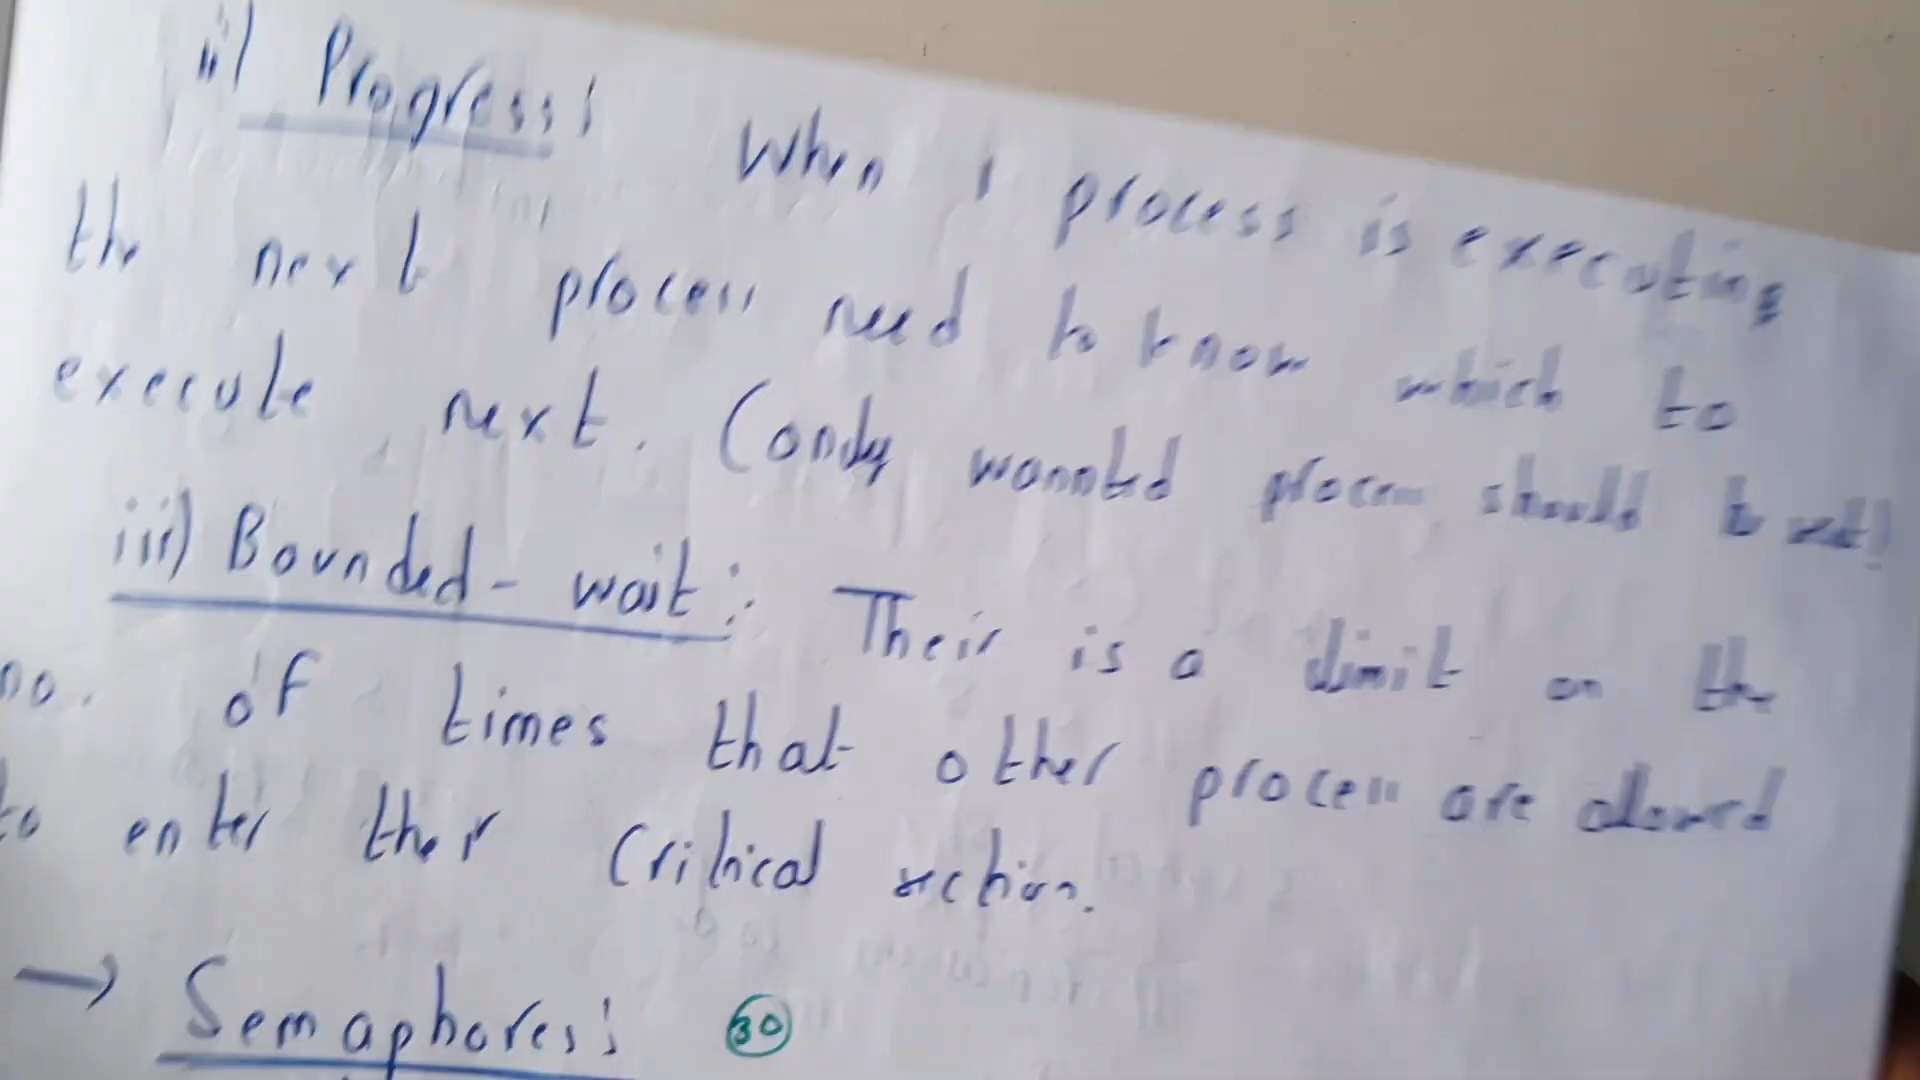 ii) Progress: When 1 process is executing
the next process need to know which to
execute next. (only wannted process should
iii) Bounded-wait: Their is a limit on the
no. of times that other process are allowed
to enter ther critical section.
→ Semaphores: 30